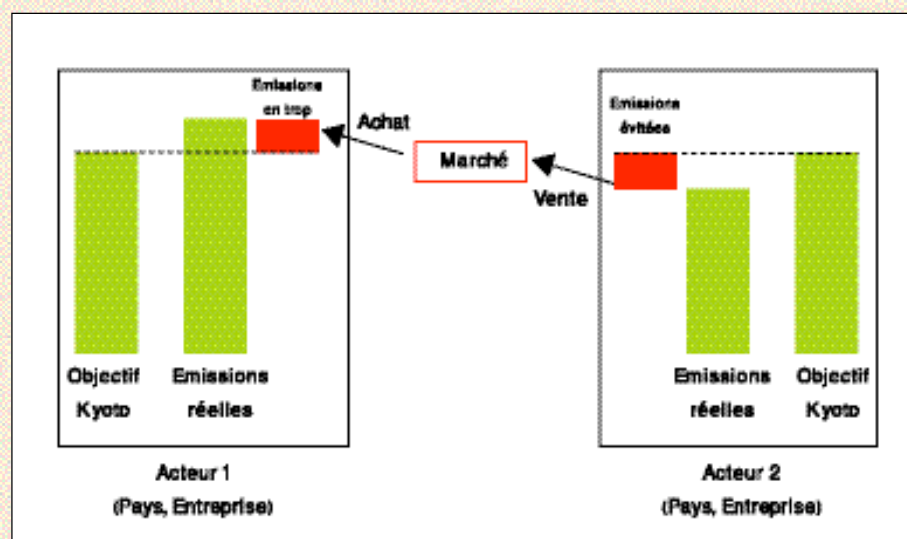 Emissions
en trop
Achat
Marché
Vente
Emissions
évitées
Objectif
Kyoto
Emissions
réelles
Emissions
réelles
Objectif
Kyoto
Acteur 1
(Pays, Entreprise)
Acteur 2
(Pays, Entreprise)